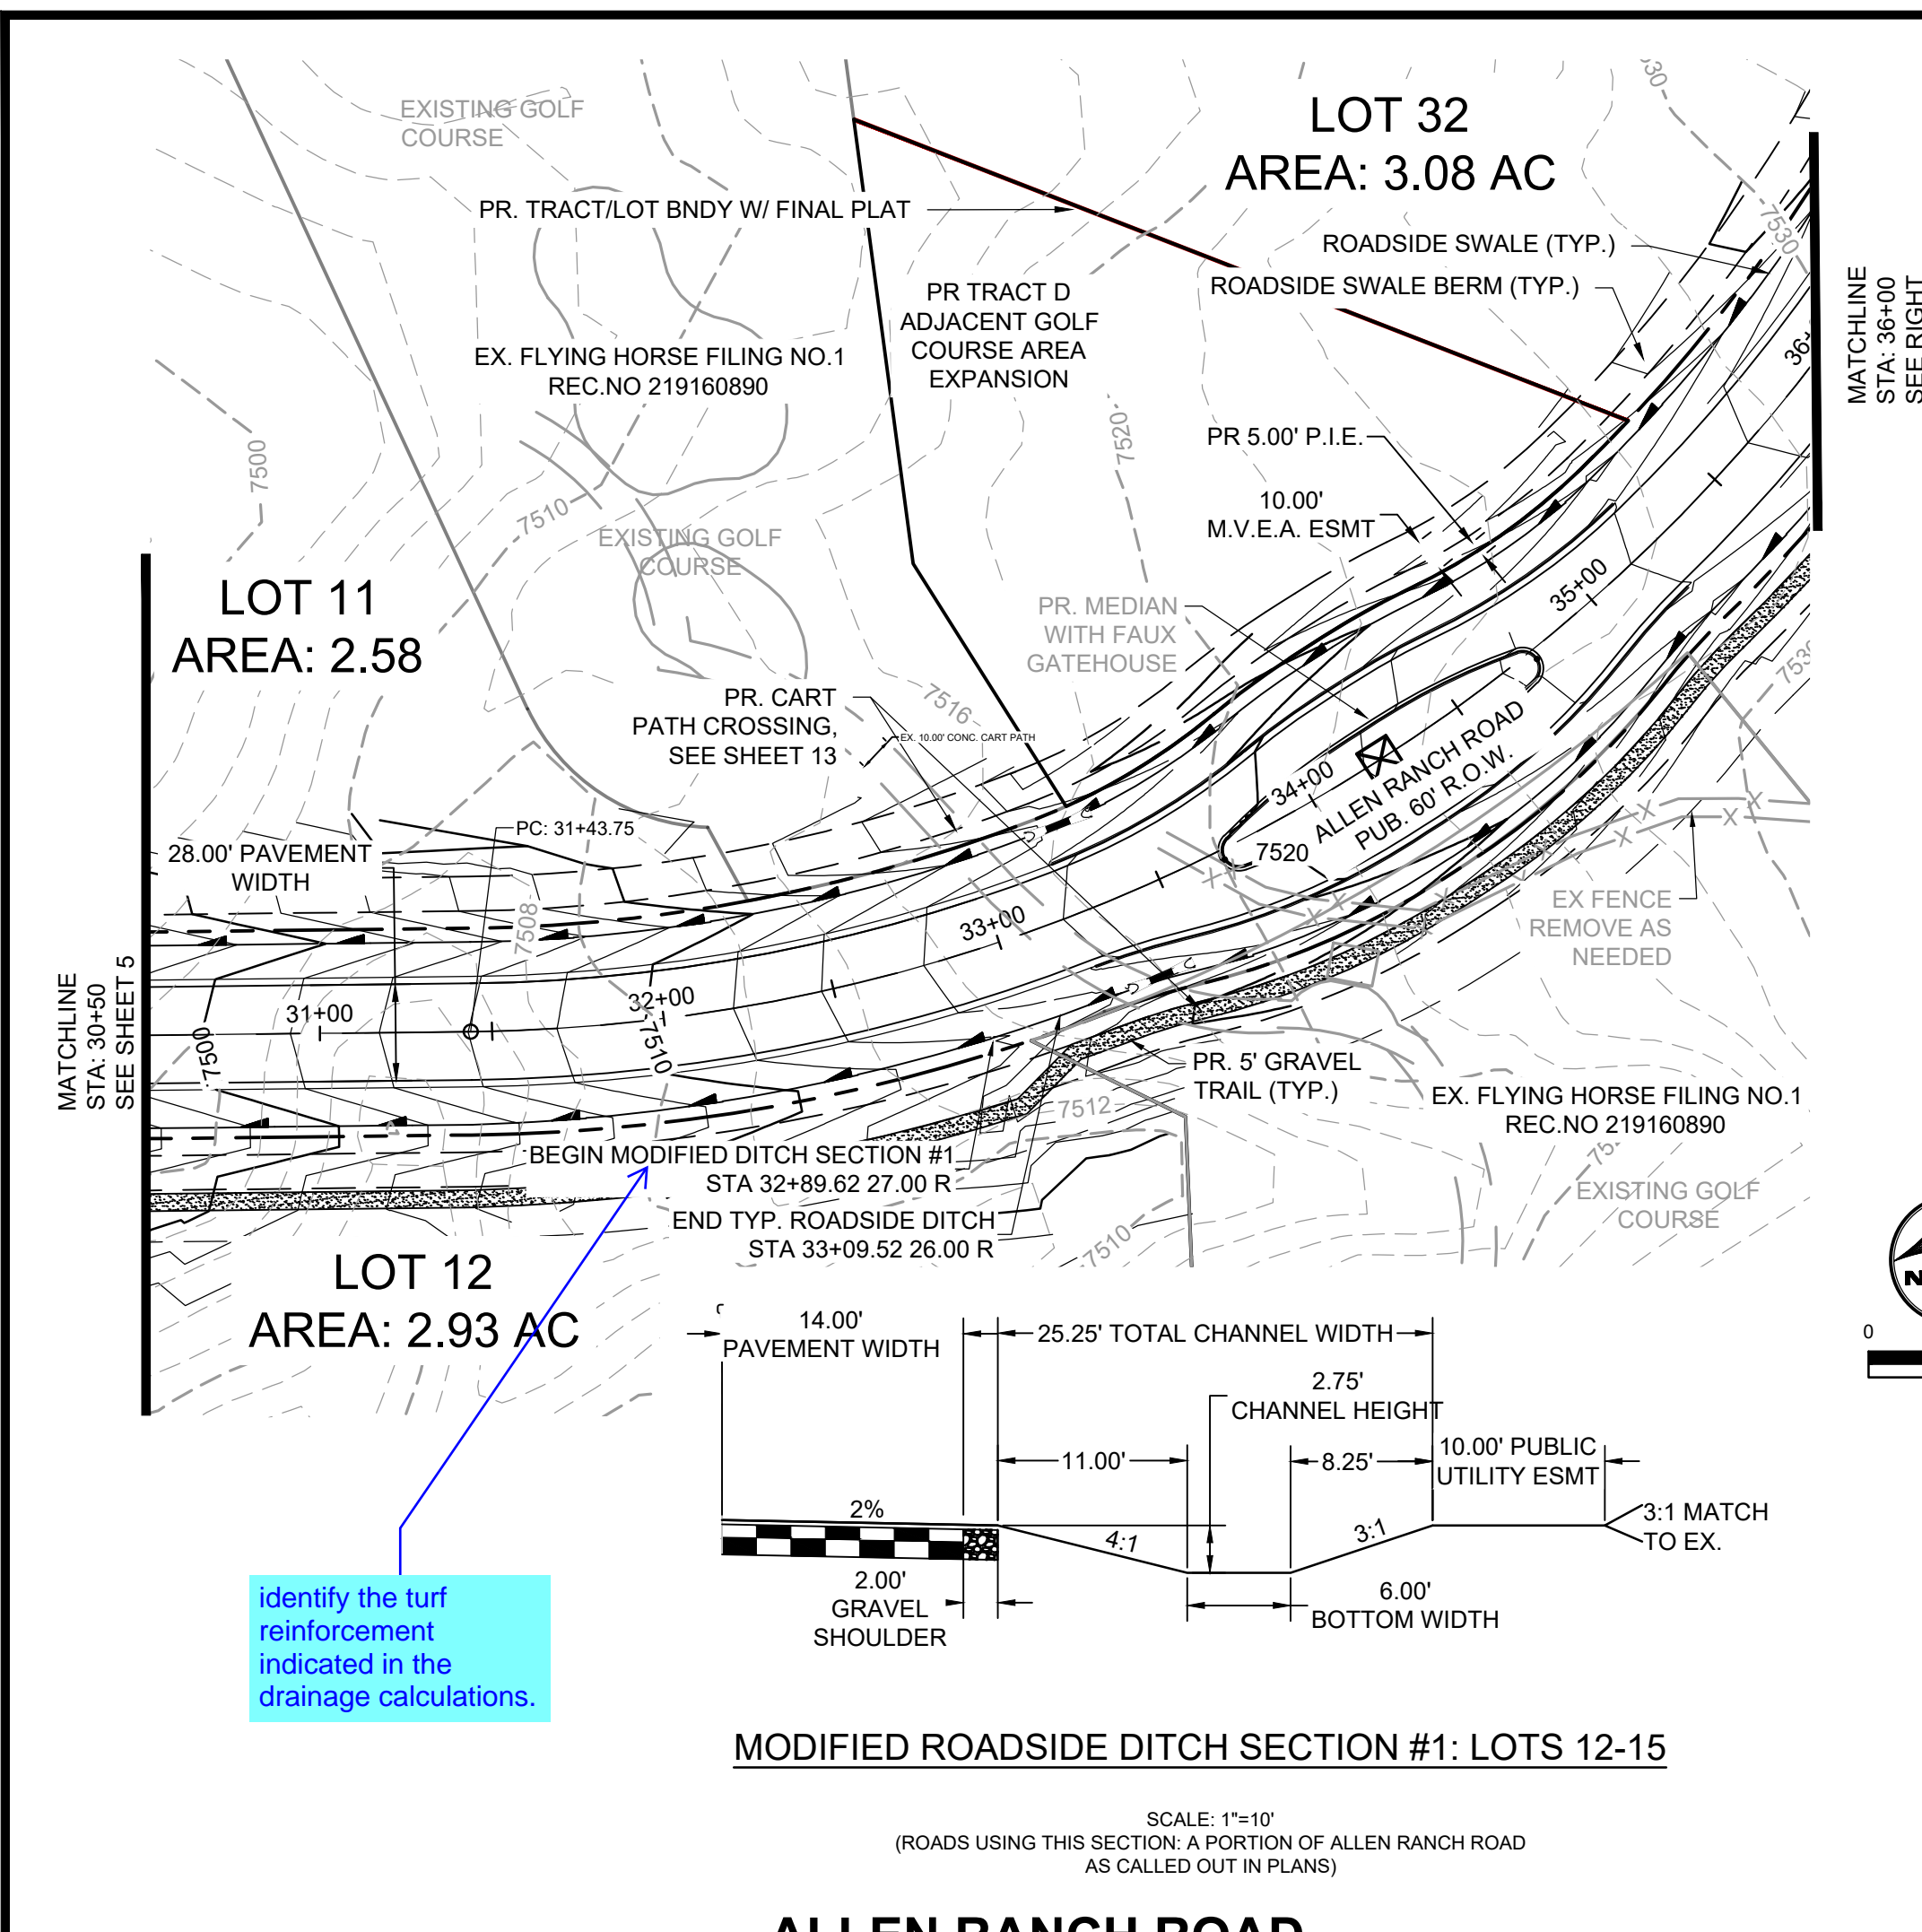 EXISTING GOLF
COURSE
LOT 32
AREA: 3.08 AC
PR. TRACT/LOT BNDY W/ FINAL PLAT
ROADSIDE SWALE (TYP.)
ROADSIDE SWALE BERM (TYP.)
7530
MATCHLINE
STA: 36+00
SEE RIGHT
PR TRACT D
ADJACENT GOLF
COURSE AREA
EXPANSION
EX. FLYING HORSE FILING NO.1
REC.NO 219160890
7500
7520
7510
PR 5.00' P.I.E.
10.00'
M.V.E.A. ESMT
EXISTING GOLF
COURSE
LOT 11
AREA: 2.58
PR. MEDIAN
WITH FAUX
GATEHOUSE
35+00
PR. CART
PATH CROSSING,
SEE SHEET 13
7516
EX. 10.00' CONC. CART PATH
34+00
ALLEN RANCH ROAD
PUB. 60' R.O.W.
7520
PC: 31+43.75
28.00' PAVEMENT
WIDTH
7508
33+00
EX FENCE
REMOVE AS
NEEDED
X X X X X X X X X X
MATCHLINE
STA: 30+50
SEE SHEET 5
31+00
32+00
7500
7510
PR. 5' GRAVEL
TRAIL (TYP.)
7512
EX. FLYING HORSE FILING NO.1
REC.NO 219160890
BEGIN MODIFIED DITCH SECTION #1
STA 32+89.62 27.00 R
END TYP. ROADSIDE DITCH
STA 33+09.52 26.00 R
7510
EXISTING GOLF
COURSE
LOT 12
AREA: 2.93 AC
N
0
14.00'
PAVEMENT WIDTH
25.25' TOTAL CHANNEL WIDTH
2.75'
CHANNEL HEIGHT
11.00'
8.25'
10.00' PUBLIC
UTILITY ESMT
2%
4:1
3:1
3:1 MATCH
TO EX.
2.00'
GRAVEL
SHOULDER
6.00'
BOTTOM WIDTH
identify the turf
reinforcement
indicated in the
drainage calculations.
MODIFIED ROADSIDE DITCH SECTION #1: LOTS 12-15
SCALE: 1"=10'
(ROADS USING THIS SECTION: A PORTION OF ALLEN RANCH ROAD
AS CALLED OUT IN PLANS)
ALLEN RANCH ROAD